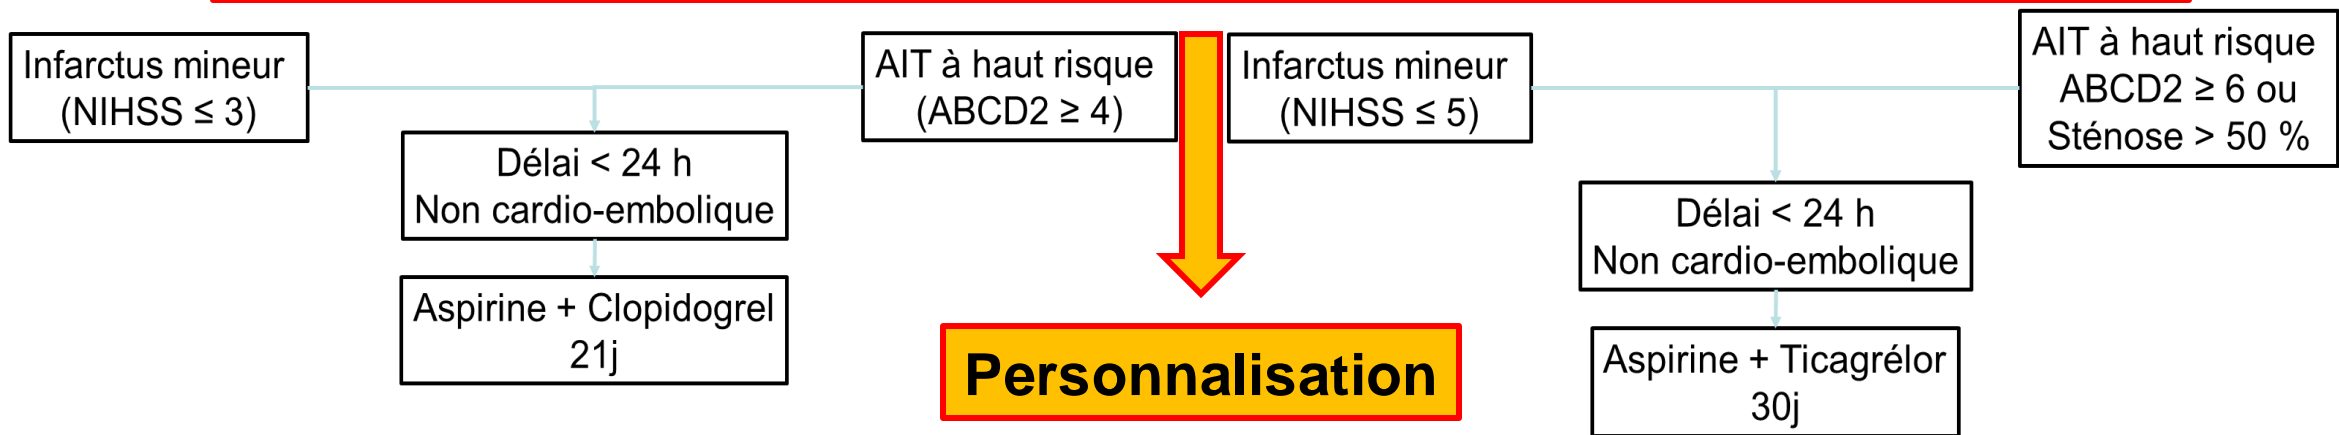 Infarctus mineur
(NIHSS ≤ 3)
AIT à haut risque
(ABCD2 ≥ 4)
Délai < 24 h
Non cardio-embolique
Aspirine + Clopidogrel
21j
Infarctus mineur
(NIHSS ≤ 5)
AIT à haut risque
ABCD2 ≥ 6 ou
Sténose > 50 %
Délai < 24 h
Non cardio-embolique
Aspirine + Ticagrélor
30j
Personnalisation